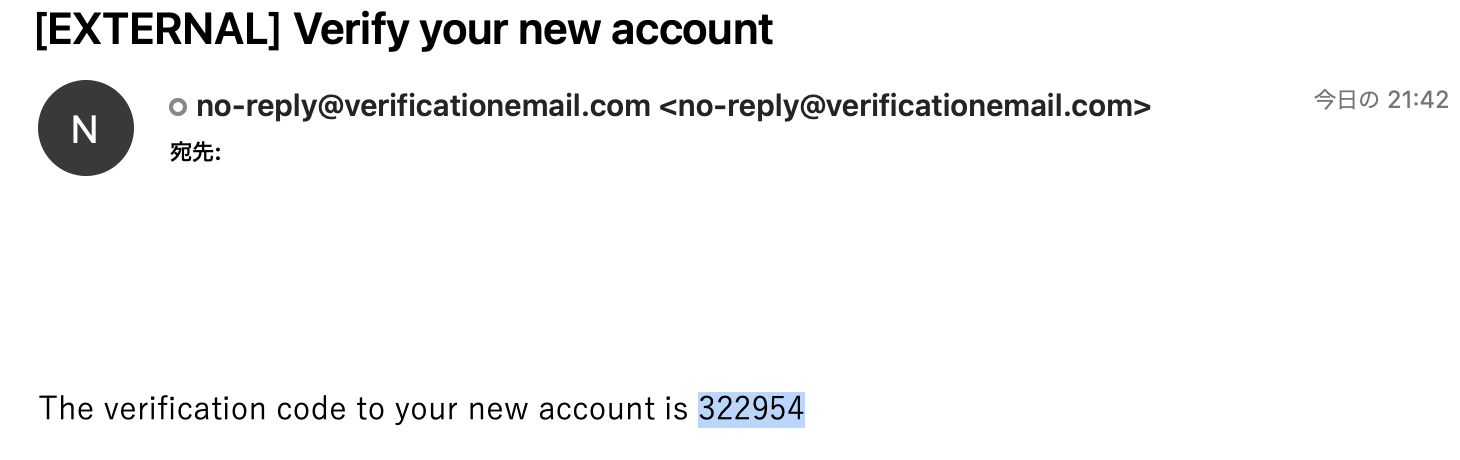 [EXTERNAL] Verify your new account
N
no-reply@verificationemail.com <no-reply@verificationemail.com>
今日の 21:42
宛先:
The verification code to your new account is 322954